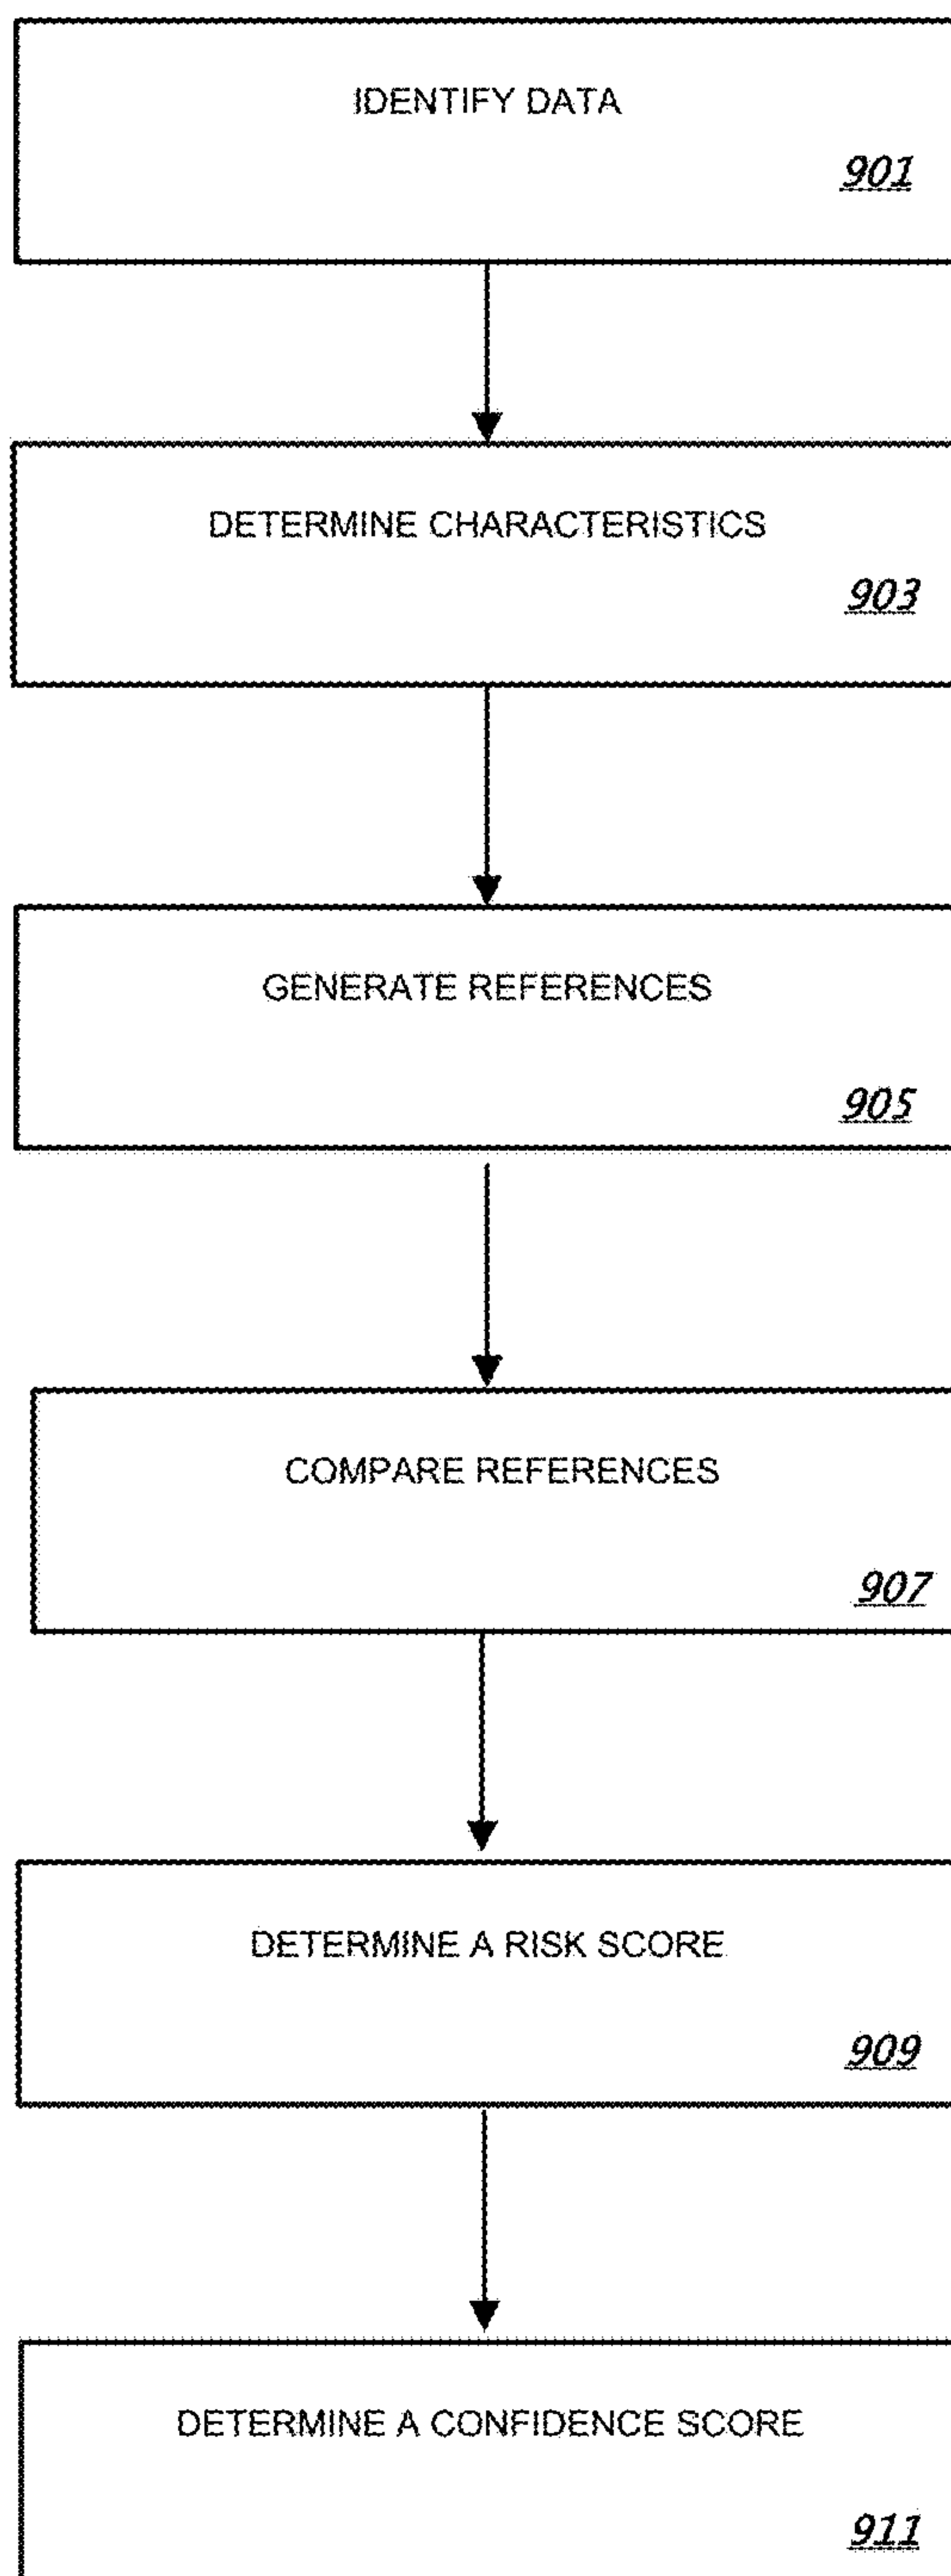 IDENTIFY DATA
901
DETERMINE CHARACTERISTICS
903
GENERATE REFERENCES
905
COMPARE REFERENCES
907
DETERMINE A RISK SCORE
909
DETERMINE A CONFIDENCE SCORE
911